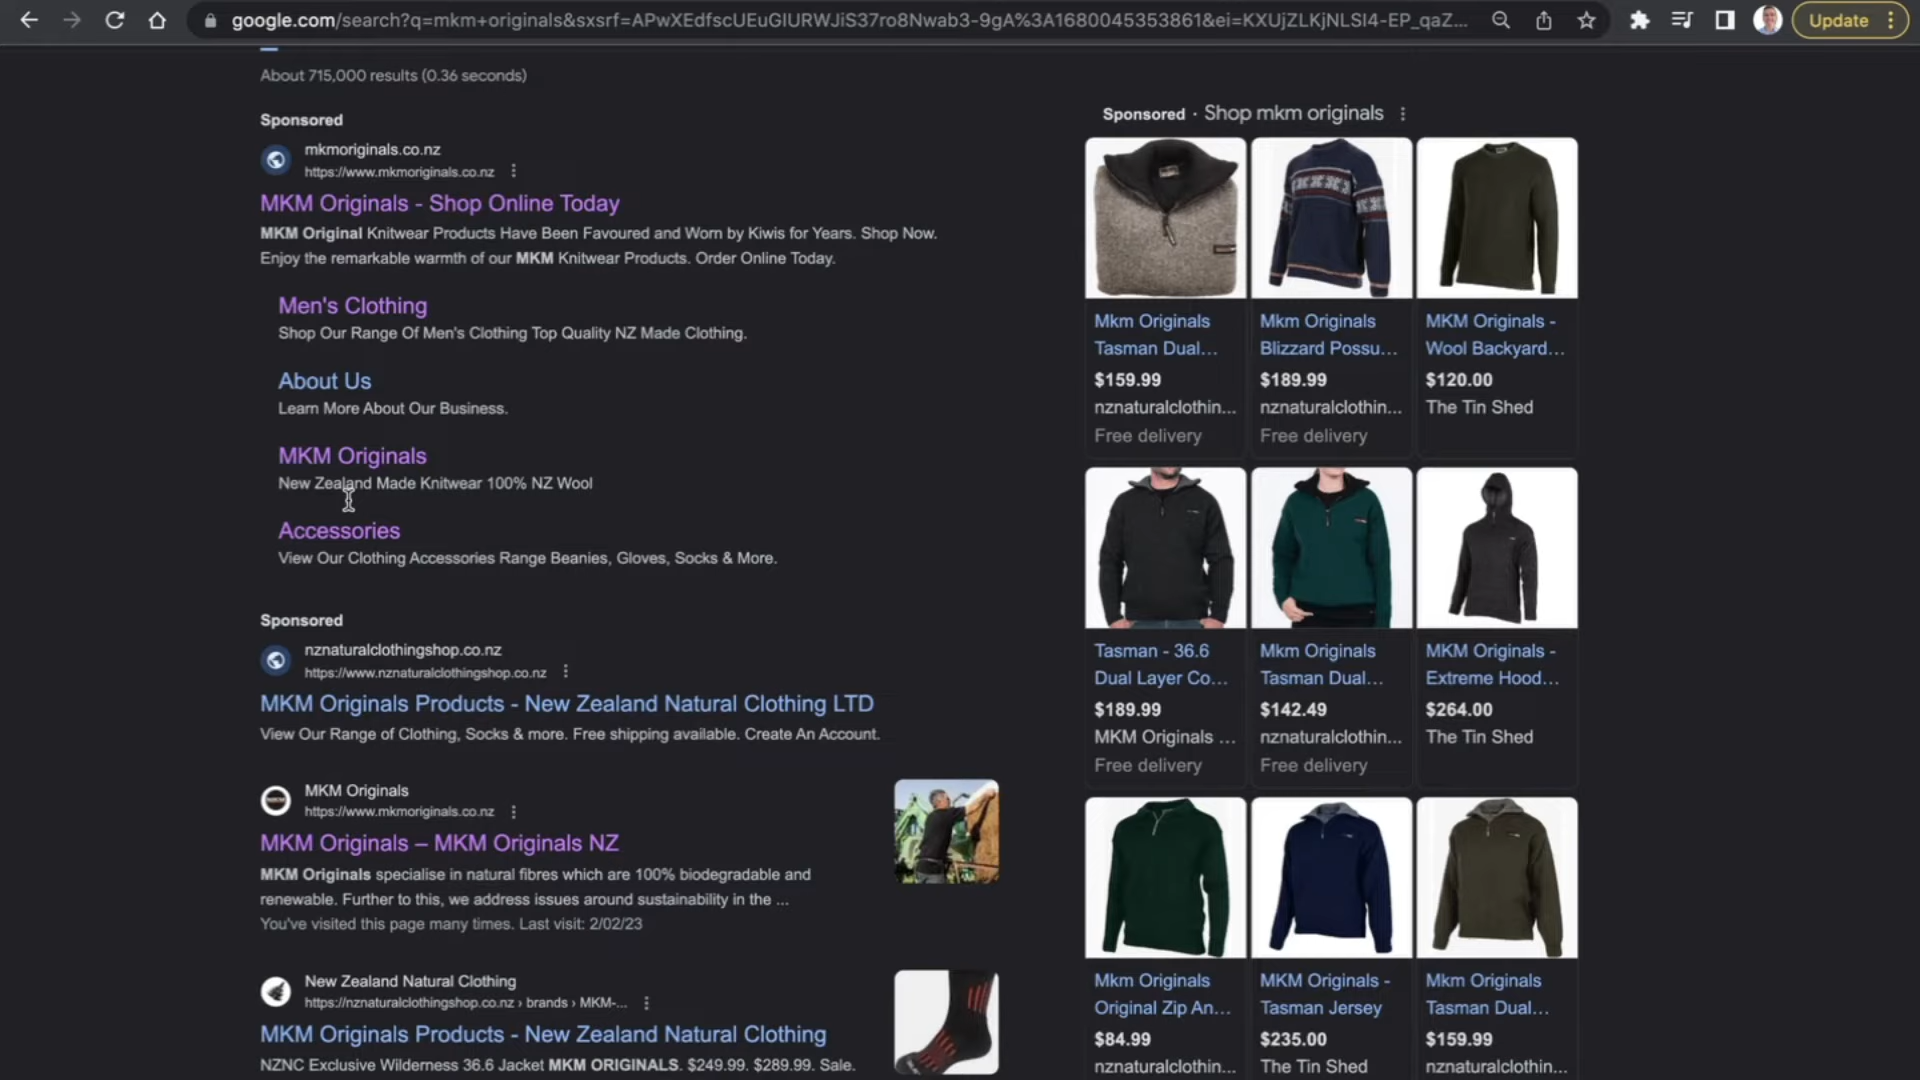 google.com/search?q=mkm+originals&sxsrf=APwXEdfscUEuGIURWJiS37ro8Nwab3-9gA%3A1680045353861&ei=KXUjZLKjNLSI4-EP_qaZ...
Update
About 715,000 results (0.36 seconds)
Sponsored
mkmoriginals.co.nz
https://www.mkmoriginals.co.nz
MKM Originals - Shop Online Today
MKM Original Knitwear Products Have Been Favoured and Worn by Kiwis for Years. Shop Now.
Enjoy the remarkable warmth of our MKM Knitwear Products. Order Online Today.
Men's Clothing
Shop Our Range Of Men's Clothing Top Quality NZ Made Clothing.
About Us
Learn More About Our Business.
MKM Originals
New Zealand Made Knitwear 100% NZ Wool
Accessories
View Our Clothing Accessories Range Beanies, Gloves, Socks & More.
Sponsored
nznaturalclothingshop.co.nz
https://www.nznaturalclothingshop.co.nz
MKM Originals Products - New Zealand Natural Clothing LTD
View Our Range of Clothing, Socks & more. Free shipping available. Create An Account.
MKM Originals
https://www.mkmoriginals.co.nz
MKM Originals – MKM Originals NZ
MKM Originals specialise in natural fibres which are 100% biodegradable and
renewable. Further to this, we address issues around sustainability in the ...
You've visited this page many times. Last visit: 2/02/23
New Zealand Natural Clothing
https://nznaturalclothingshop.co.nz › brands › MKM-...
MKM Originals Products - New Zealand Natural Clothing
NZNC Exclusive Wilderness 36.6 Jacket MKM ORIGINALS. $249.99. $289.99. Sale.
Sponsored · Shop mkm originals
Mkm Originals
Tasman Dual...
$159.99
nznaturalclothin...
Free delivery
Mkm Originals
Blizzard Possu...
$189.99
nznaturalclothin...
Free delivery
MKM Originals -
Wool Backyard...
$120.00
The Tin Shed
Tasman - 36.6
Dual Layer Co...
$189.99
MKM Originals ...
Free delivery
Mkm Originals
Tasman Dual...
$142.49
nznaturalclothin...
Free delivery
MKM Originals -
Extreme Hood...
$264.00
The Tin Shed
Mkm Originals
Original Zip An...
$84.99
nznaturalclothin...
MKM Originals -
Tasman Jersey
$235.00
The Tin Shed
Mkm Originals
Tasman Dual...
$159.99
nznaturalclothin...